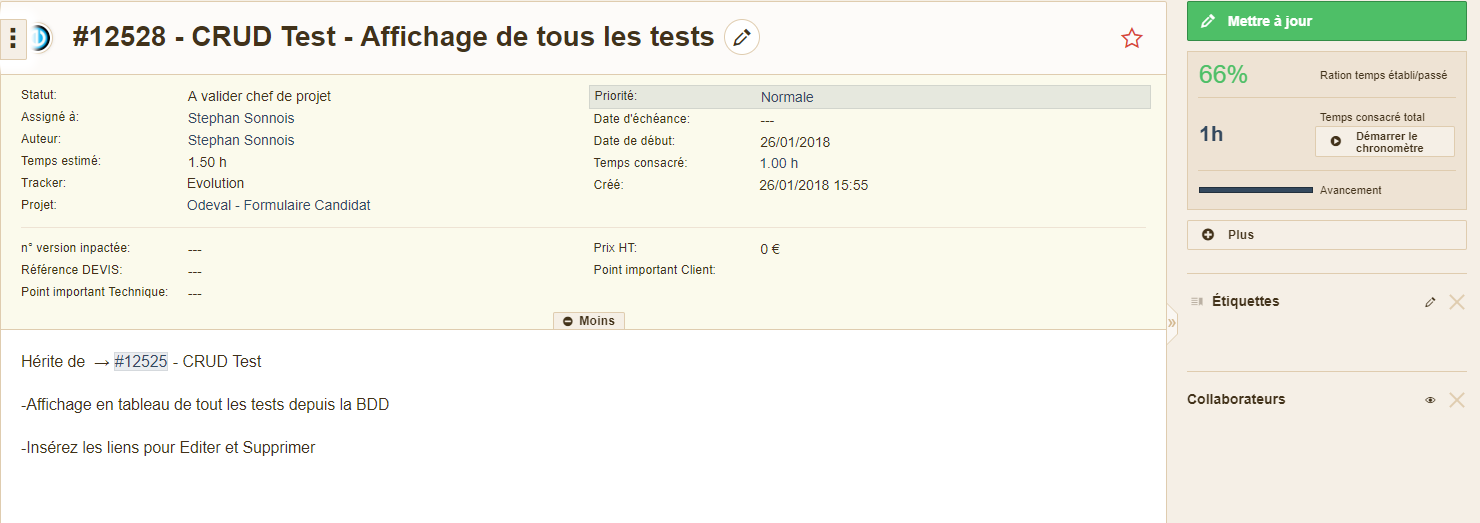 #12528 - CRUD Test - Affichage de tous les tests
Statut: A valider chef de projet
Priorité: Normale
Assigné à: Stephan Sonnois
Date d'échéance: ---
Auteur: Stephan Sonnois
Date de début: 26/01/2018
Temps estimé: 1.50 h
Temps consacré: 1.00 h
Tracker: Evolution
Créé: 26/01/2018 15:55
Projet: Odeval - Formulaire Candidat
n° version inpactée: ---
Prix HT: 0 €
Référence DEVIS: ---
Point important Client:
Point important Technique: ---
Moins
Hérite de → #12525 - CRUD Test
-Affichage en tableau de tout les tests depuis la BDD
-Insérez les liens pour Editer et Supprimer
Mettre à jour
66% Ration temps établi/passé
Temps consacré total
1h
Démarrer le
chronomètre
Avancement
Plus
»
Étiquettes
Collaborateurs